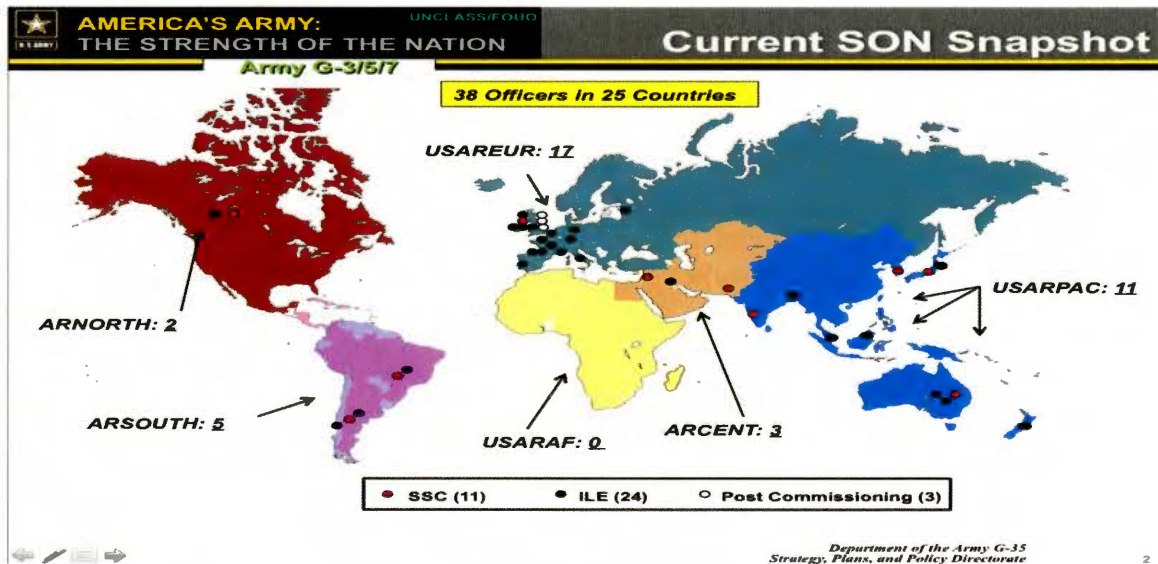 AMERICA'S ARMY:
UNCLASS/FOUO
THE STRENGTH OF THE NATION
U.S. ARMY
Current SON Snapshot
Army G-3/5/7
38 Officers in 25 Countries
USAREUR: 17
ARNORTH: 2
USARPAC: 11
ARSOUTH: 5
USARAF: 0
ARCENT: 3
SSC (11)
ILE (24)
Post Commissioning (3)
Department of the Army G-35
Strategy, Plans, and Policy Directorate
2